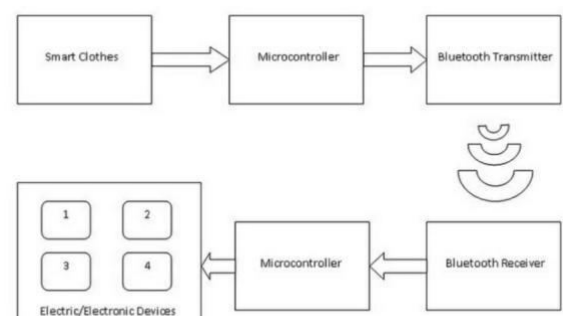 Smart Clothes
Microcontroller
Bluetooth Transmitter
1
2
3
4
Electric/Electronic Devices
Microcontroller
Bluetooth Receiver